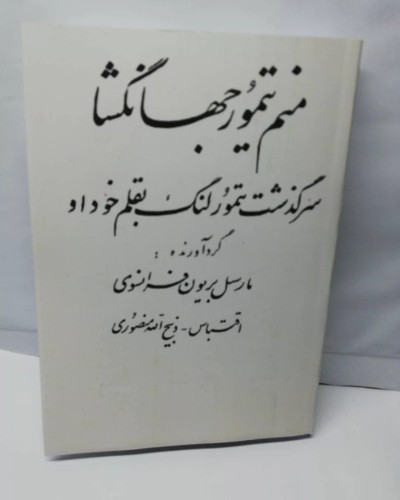 منم تیمور جهانگشا
سرگذشت تیمور لنگ بقلم خود او
گردآورنده :
مارسل بریون فرانسوی
اقتباس - ذبیح الله منصوری